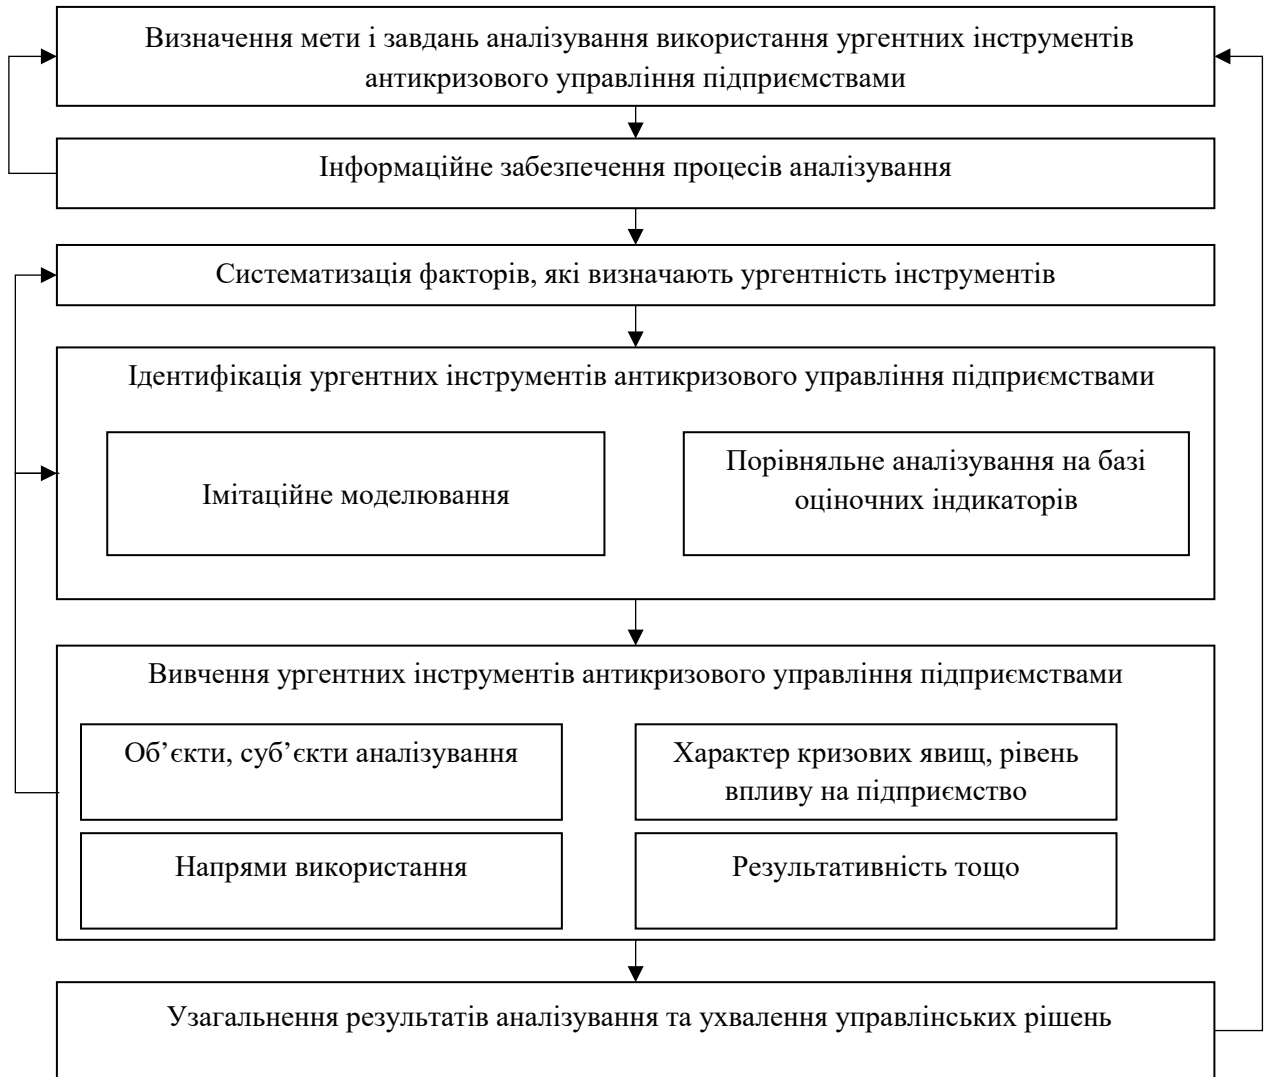 Визначення мети і завдань аналізування використання ургентних інструментів
антикризового управління підприємствами
Інформаційне забезпечення процесів аналізування
Систематизація факторів, які визначають ургентність інструментів
Ідентифікація ургентних інструментів антикризового управління підприємствами
Імітаційне моделювання
Порівняльне аналізування на базі
оціночних індикаторів
Вивчення ургентних інструментів антикризового управління підприємствами
Об’єкти, суб’єкти аналізування
Характер кризових явищ, рівень
впливу на підприємство
Напрями використання
Результативність тощо
Узагальнення результатів аналізування та ухвалення управлінських рішень